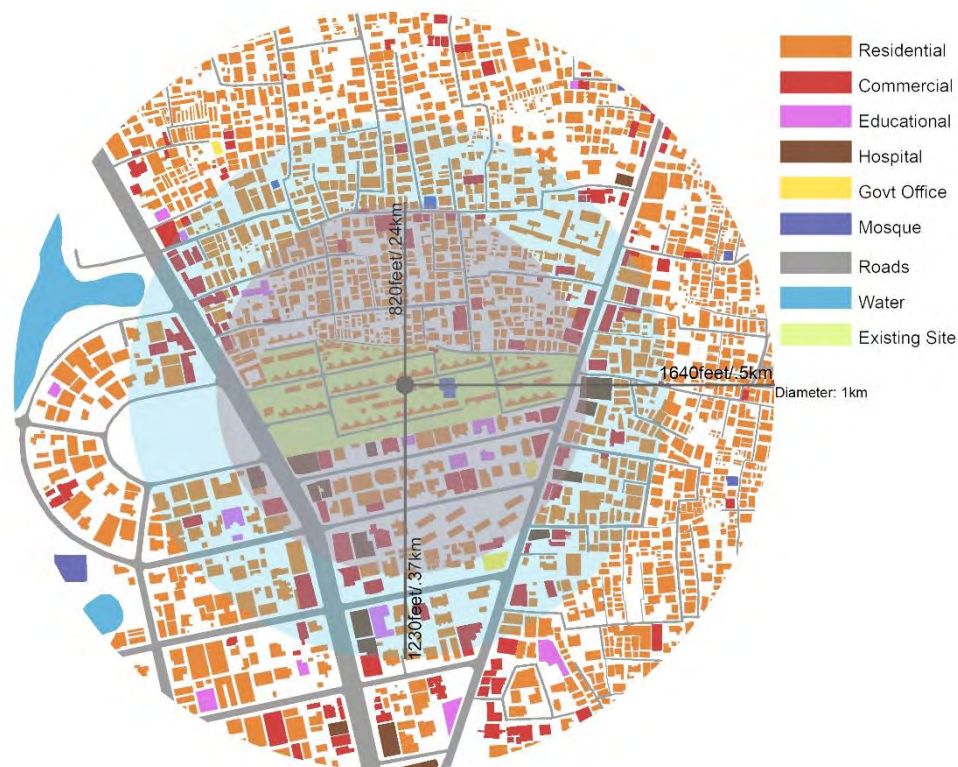 Residential
Commercial
Educational
Hospital
Govt Office
Mosque
Roads
Water
Existing Site
820feet/.24km
1640feet/.5km
Diameter: 1km
1230feet/.37km